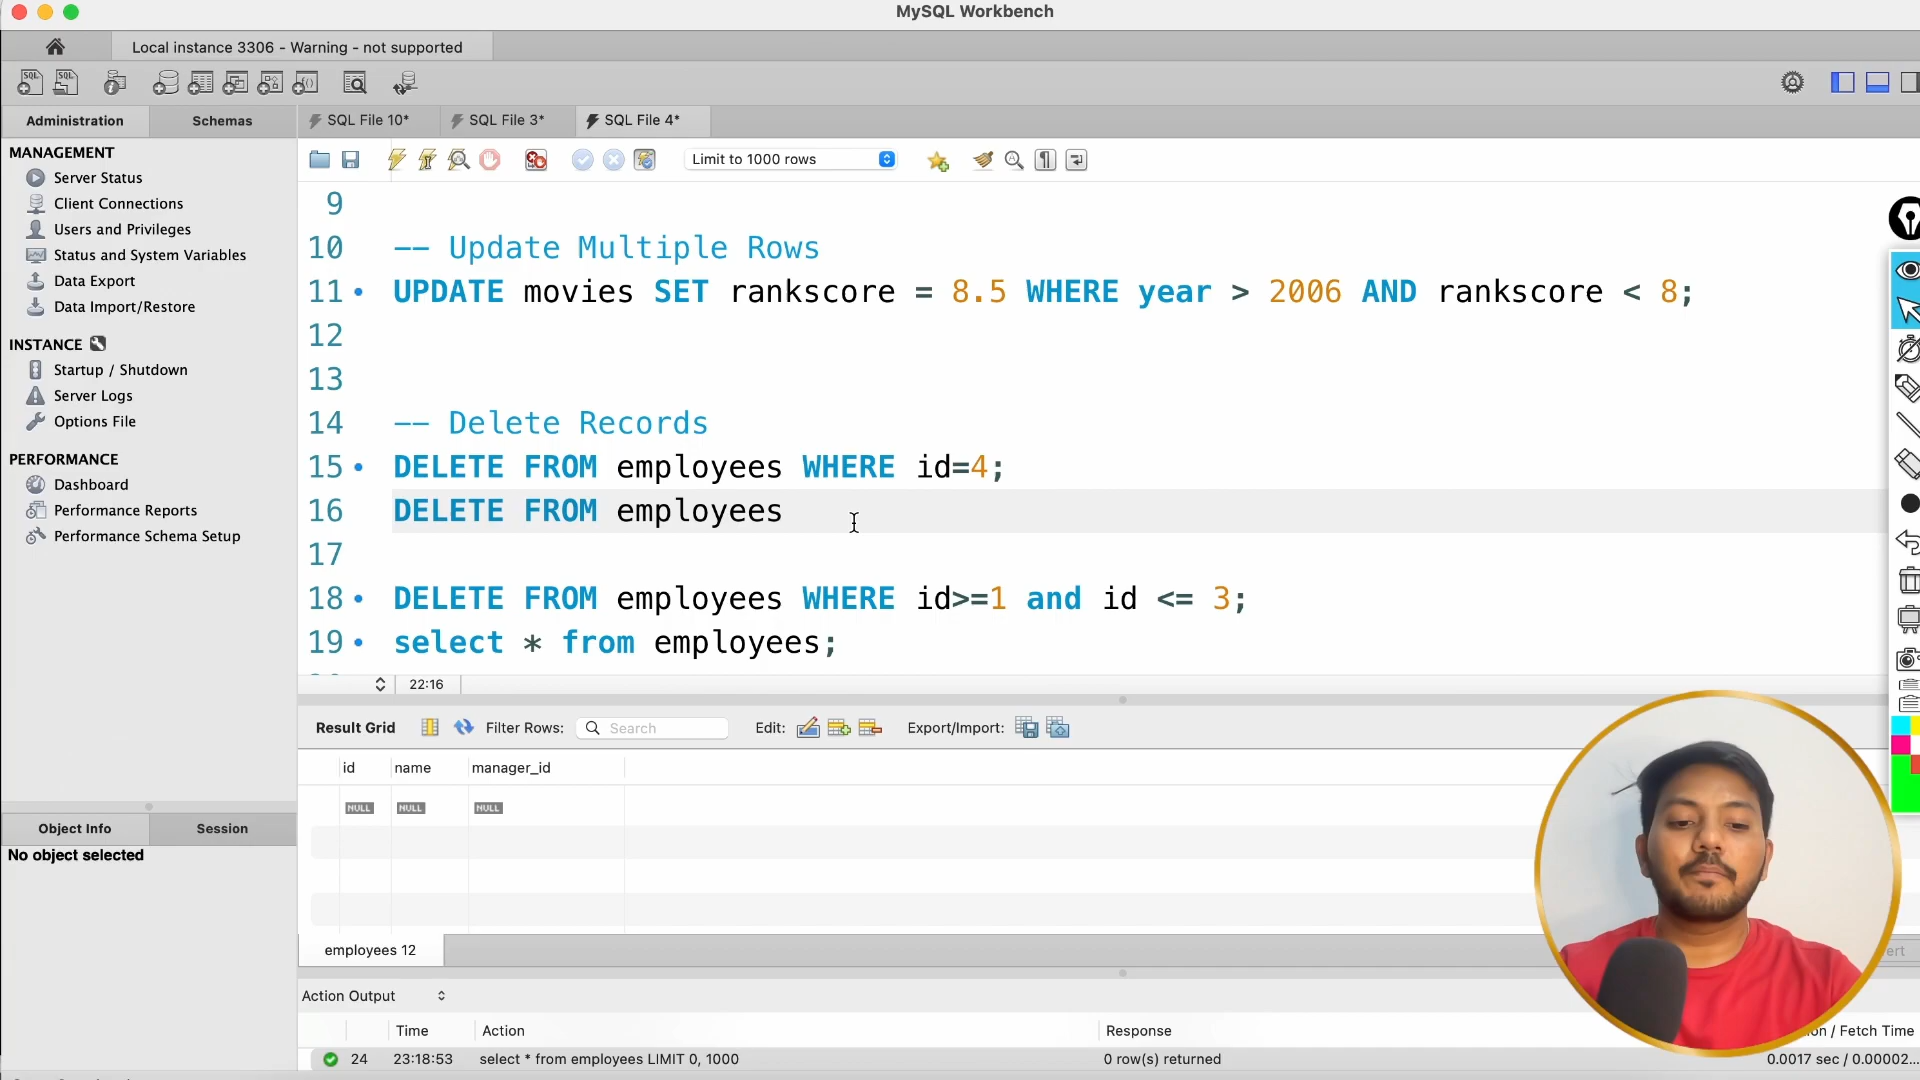 MySQL Workbench
Local instance 3306 - Warning - not supported
SQL SQL
Administration Schemas
SQL File 10* SQL File 3* SQL File 4*
Limit to 1000 rows
MANAGEMENT
Server Status
Client Connections
Users and Privileges
Status and System Variables
Data Export
Data Import/Restore
INSTANCE
Startup / Shutdown
Server Logs
Options File
PERFORMANCE
Dashboard
Performance Reports
Performance Schema Setup
Object Info Session
No object selected
9
10 -- Update Multiple Rows
11 UPDATE movies SET rankscore = 8.5 WHERE year > 2006 AND rankscore < 8;
12
13
14 -- Delete Records
15 DELETE FROM employees WHERE id=4;
16 DELETE FROM employees
17
18 DELETE FROM employees WHERE id>=1 and id <= 3;
19 select * from employees;
22:16
Result Grid Filter Rows: Search Edit: Export/Import:
id name manager_id
NULL NULL NULL
employees 12
Action Output
Time Action Response / Fetch Time
24 23:18:53 select * from employees LIMIT 0, 1000 0 row(s) returned 0.0017 sec / 0.00002...